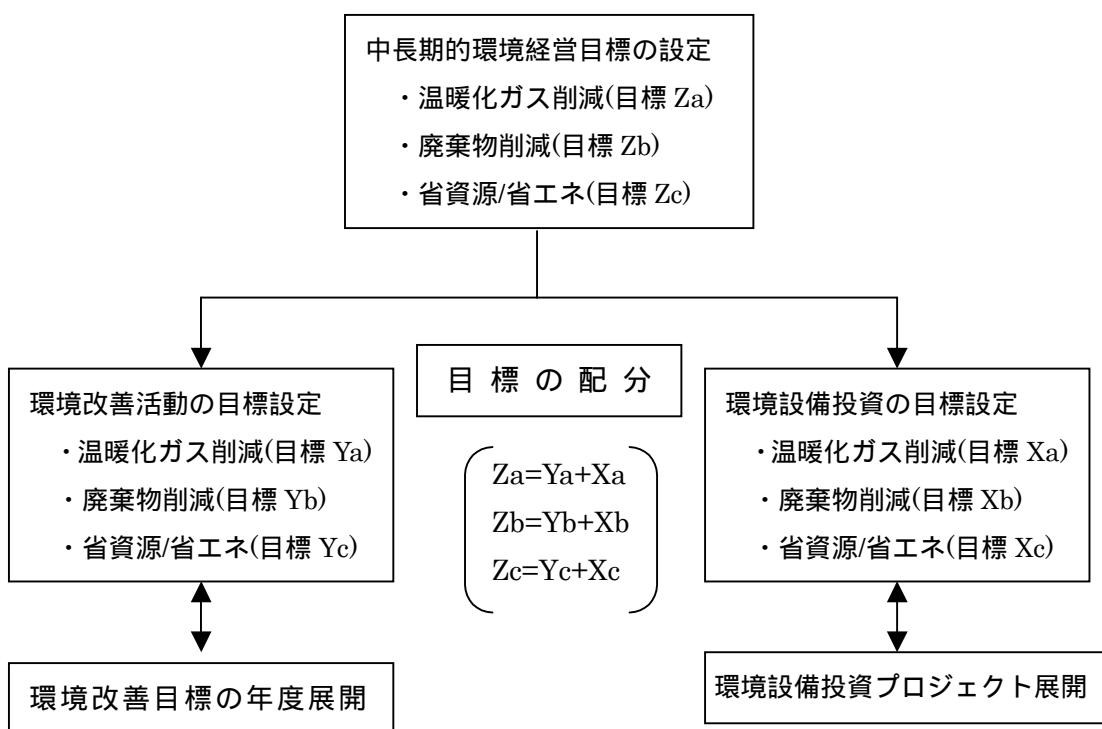 中長期的環境経営目標の設定
・温暖化ガス削減(目標 Za)
・廃棄物削減(目標 Zb)
・省資源/省エネ(目標 Zc)
目標の配分
環境改善活動の目標設定
・温暖化ガス削減(目標 Ya)
・廃棄物削減(目標 Yb)
・省資源/省エネ(目標 Yc)
Za=Ya+Xa
Zb=Yb+Xb
Zc=Yc+Xc
環境設備投資の目標設定
・温暖化ガス削減(目標 Xa)
・廃棄物削減(目標 Xb)
・省資源/省エネ(目標 Xc)
環境改善目標の年度展開
環境設備投資プロジェクト展開